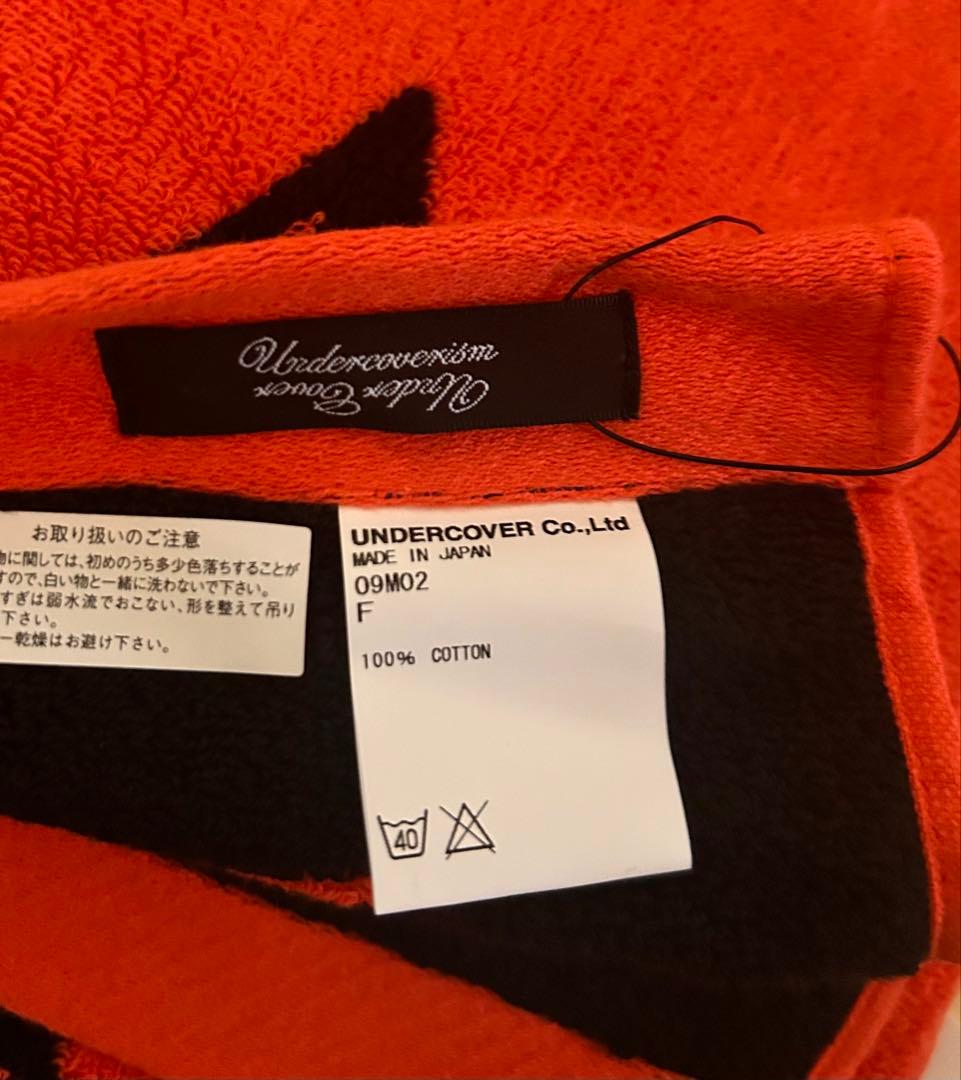 Undercoverism
Under Cover
お取り扱いのご注意
物に関しては、初めのうち多少色落ちすることが
すので、白い物と一緒に洗わないで下さい。
すぎは弱水流でおこない、形を整えて吊り
下さい。
ー乾燥はお避け下さい。
UNDERCOVER Co.,Ltd
MADE IN JAPAN
09M02
F
100% COTTON
40